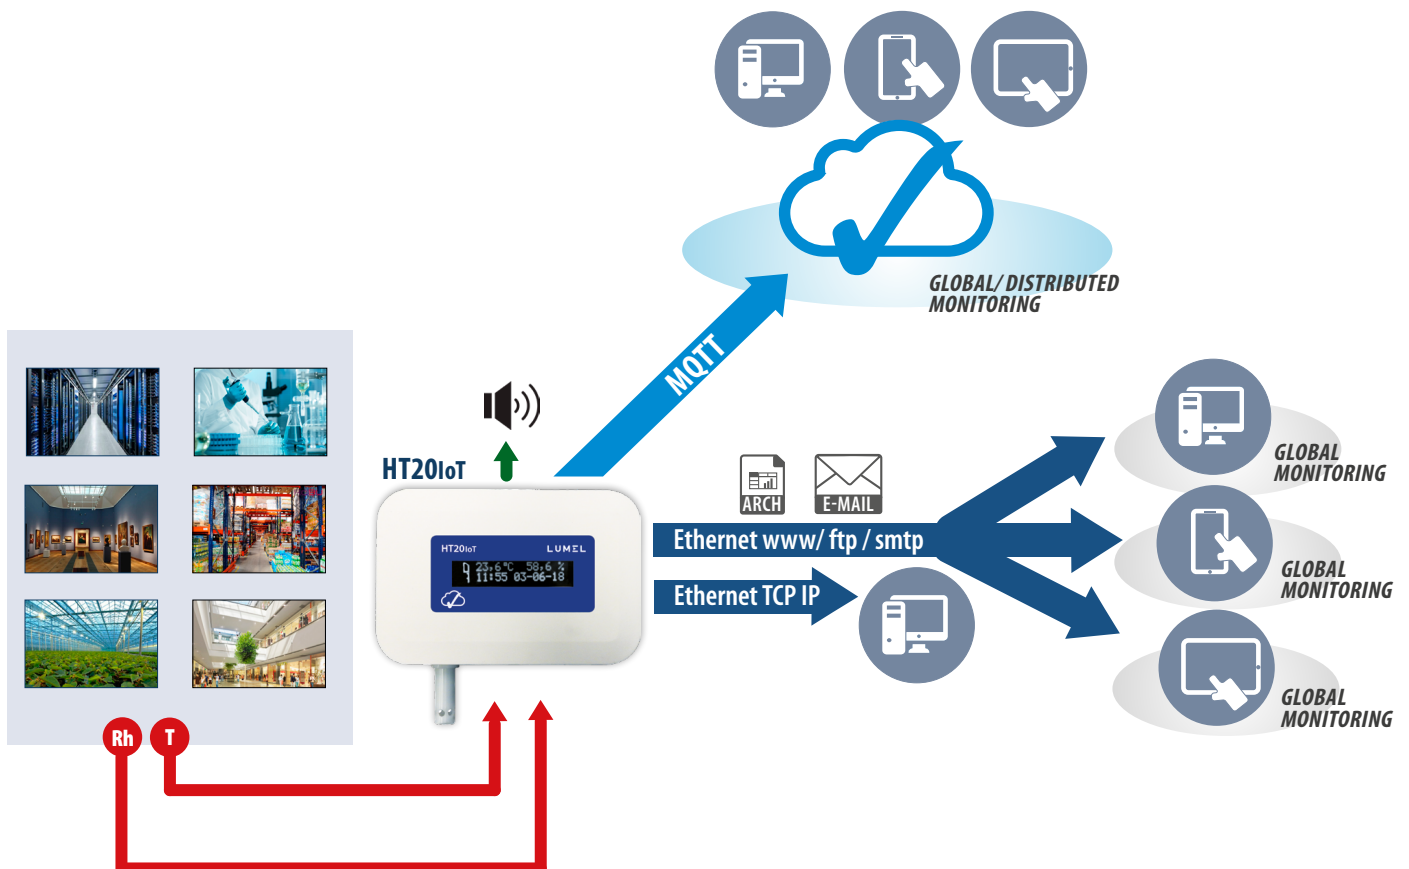 GLOBAL/ DISTRIBUTED
MONITORING
MQTT
HT20IoT
HT20IoT
LUMEL
23,6°C 58,6 %
11:55 03-06-18
ARCH
E-MAIL
Ethernet www/ ftp / smtp
Ethernet TCP IP
GLOBAL
MONITORING
GLOBAL
MONITORING
GLOBAL
MONITORING
Rh
T